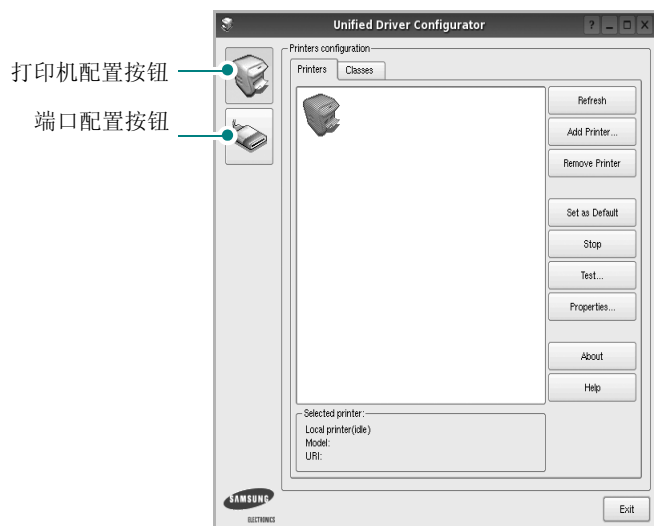 Unified Driver Configurator
打印机配置按钮
端口配置按钮
Printers configuration
Printers
Classes
Refresh
Add Printer...
Remove Printer
Set as Default
Stop
Test...
Properties...
About
Help
Selected printer:
Local printer(idle)
Model:
URI:
SAMSUNG
ELECTRONICS
Exit